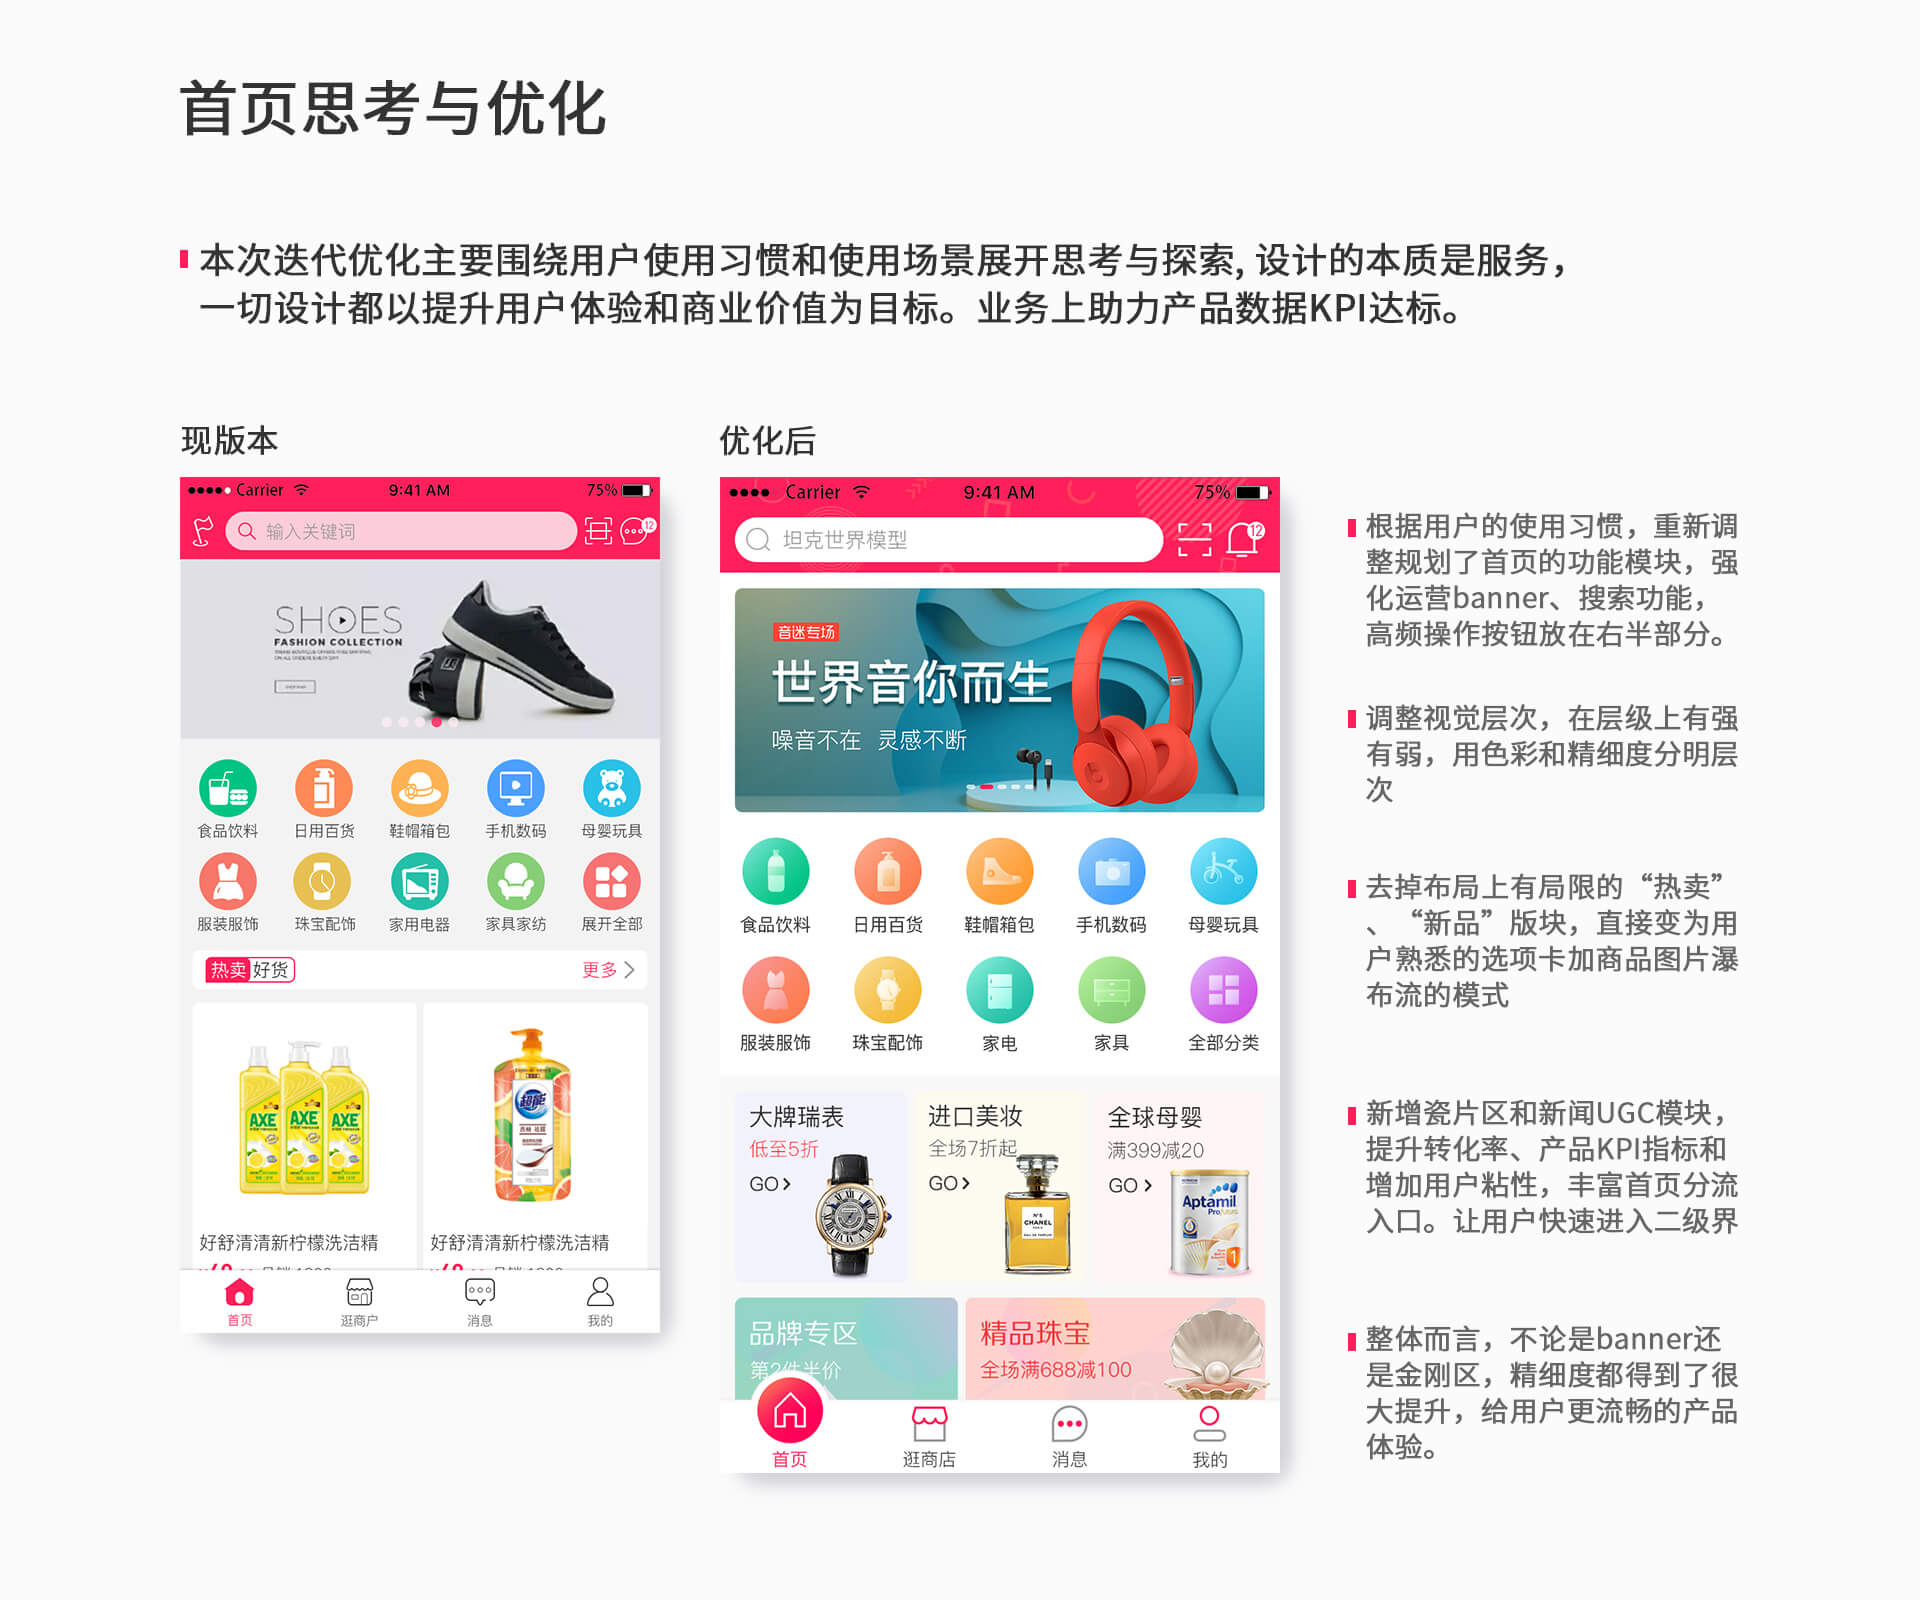 首页思考与优化
本次迭代优化主要围绕用户使用习惯和使用场景展开思考与探索, 设计的本质是服务，
一切设计都以提升用户体验和商业价值为目标。业务上助力产品数据KPI达标。
现版本
Carrier 9:41 AM 75%
输入关键词 12
SHOES
FASHION COLLECTION
食品饮料 日用百货 鞋帽箱包 手机数码 母婴玩具
服装服饰 珠宝配饰 家用电器 家具家纺 展开全部
热卖 好货 更多
AXE AXE AXE
超能
好舒清清新柠檬洗洁精 好舒清清新柠檬洗洁精
首页 逛商户 消息 我的
优化后
Carrier 9:41 AM 75%
坦克世界模型 12
音迷专场
世界音你而生
噪音不在 灵感不断
食品饮料 日用百货 鞋帽箱包 手机数码 母婴玩具
服装服饰 珠宝配饰 家电 家具 全部分类
大牌瑞表 进口美妆 全球母婴
低至5折 全场7折起 满399减20
GO GO GO
N°5
CHANEL
Aptamil
Profutura
1
品牌专区 精品珠宝
第2件半价 全场满688减100
首页 逛商店 消息 我的
根据用户的使用习惯，重新调
整规划了首页的功能模块，强
化运营banner、搜索功能，
高频操作按钮放在右半部分。
调整视觉层次，在层级上有强
有弱，用色彩和精细度分明层
次
去掉布局上有局限的“热卖”
、“新品”版块，直接变为用
户熟悉的选项卡加商品图片瀑
布流的模式
新增瓷片区和新闻UGC模块，
提升转化率、产品KPI指标和
增加用户粘性，丰富首页分流
入口。让用户快速进入二级界
整体而言，不论是banner还
是金刚区，精细度都得到了很
大提升，给用户更流畅的产品
体验。